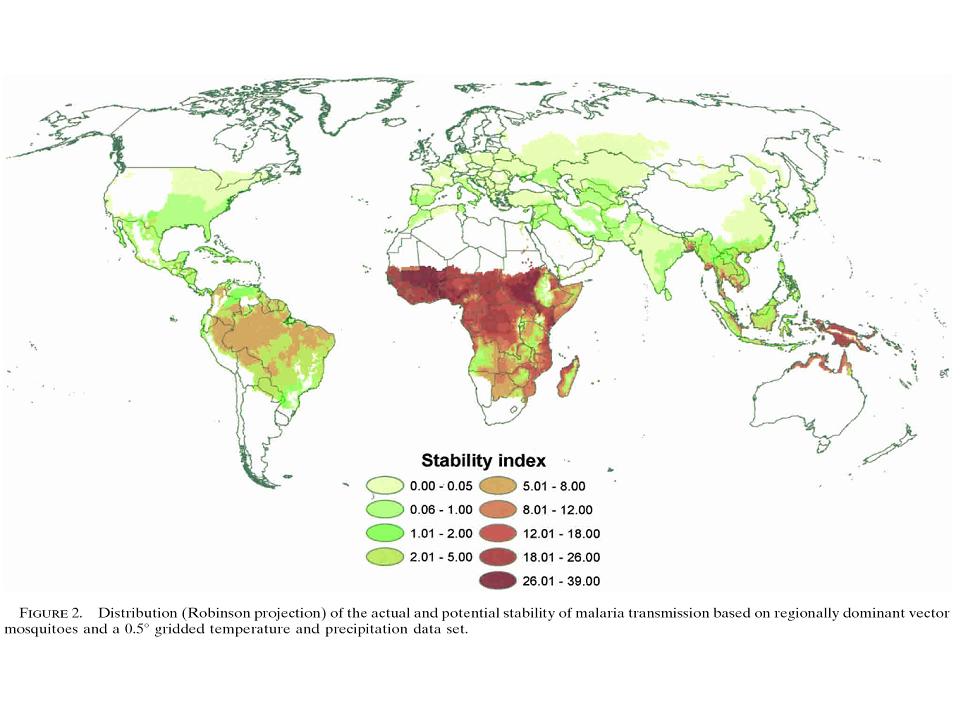 Stability index
0.00 - 0.05
0.06 - 1.00
1.01 - 2.00
2.01 - 5.00
5.01 - 8.00
8.01 - 12.00
12.01 - 18.00
18.01 - 26.00
26.01 - 39.00
FIGURE 2. Distribution (Robinson projection) of the actual and potential stability of malaria transmission based on regionally dominant vector
mosquitoes and a 0.5° gridded temperature and precipitation data set.